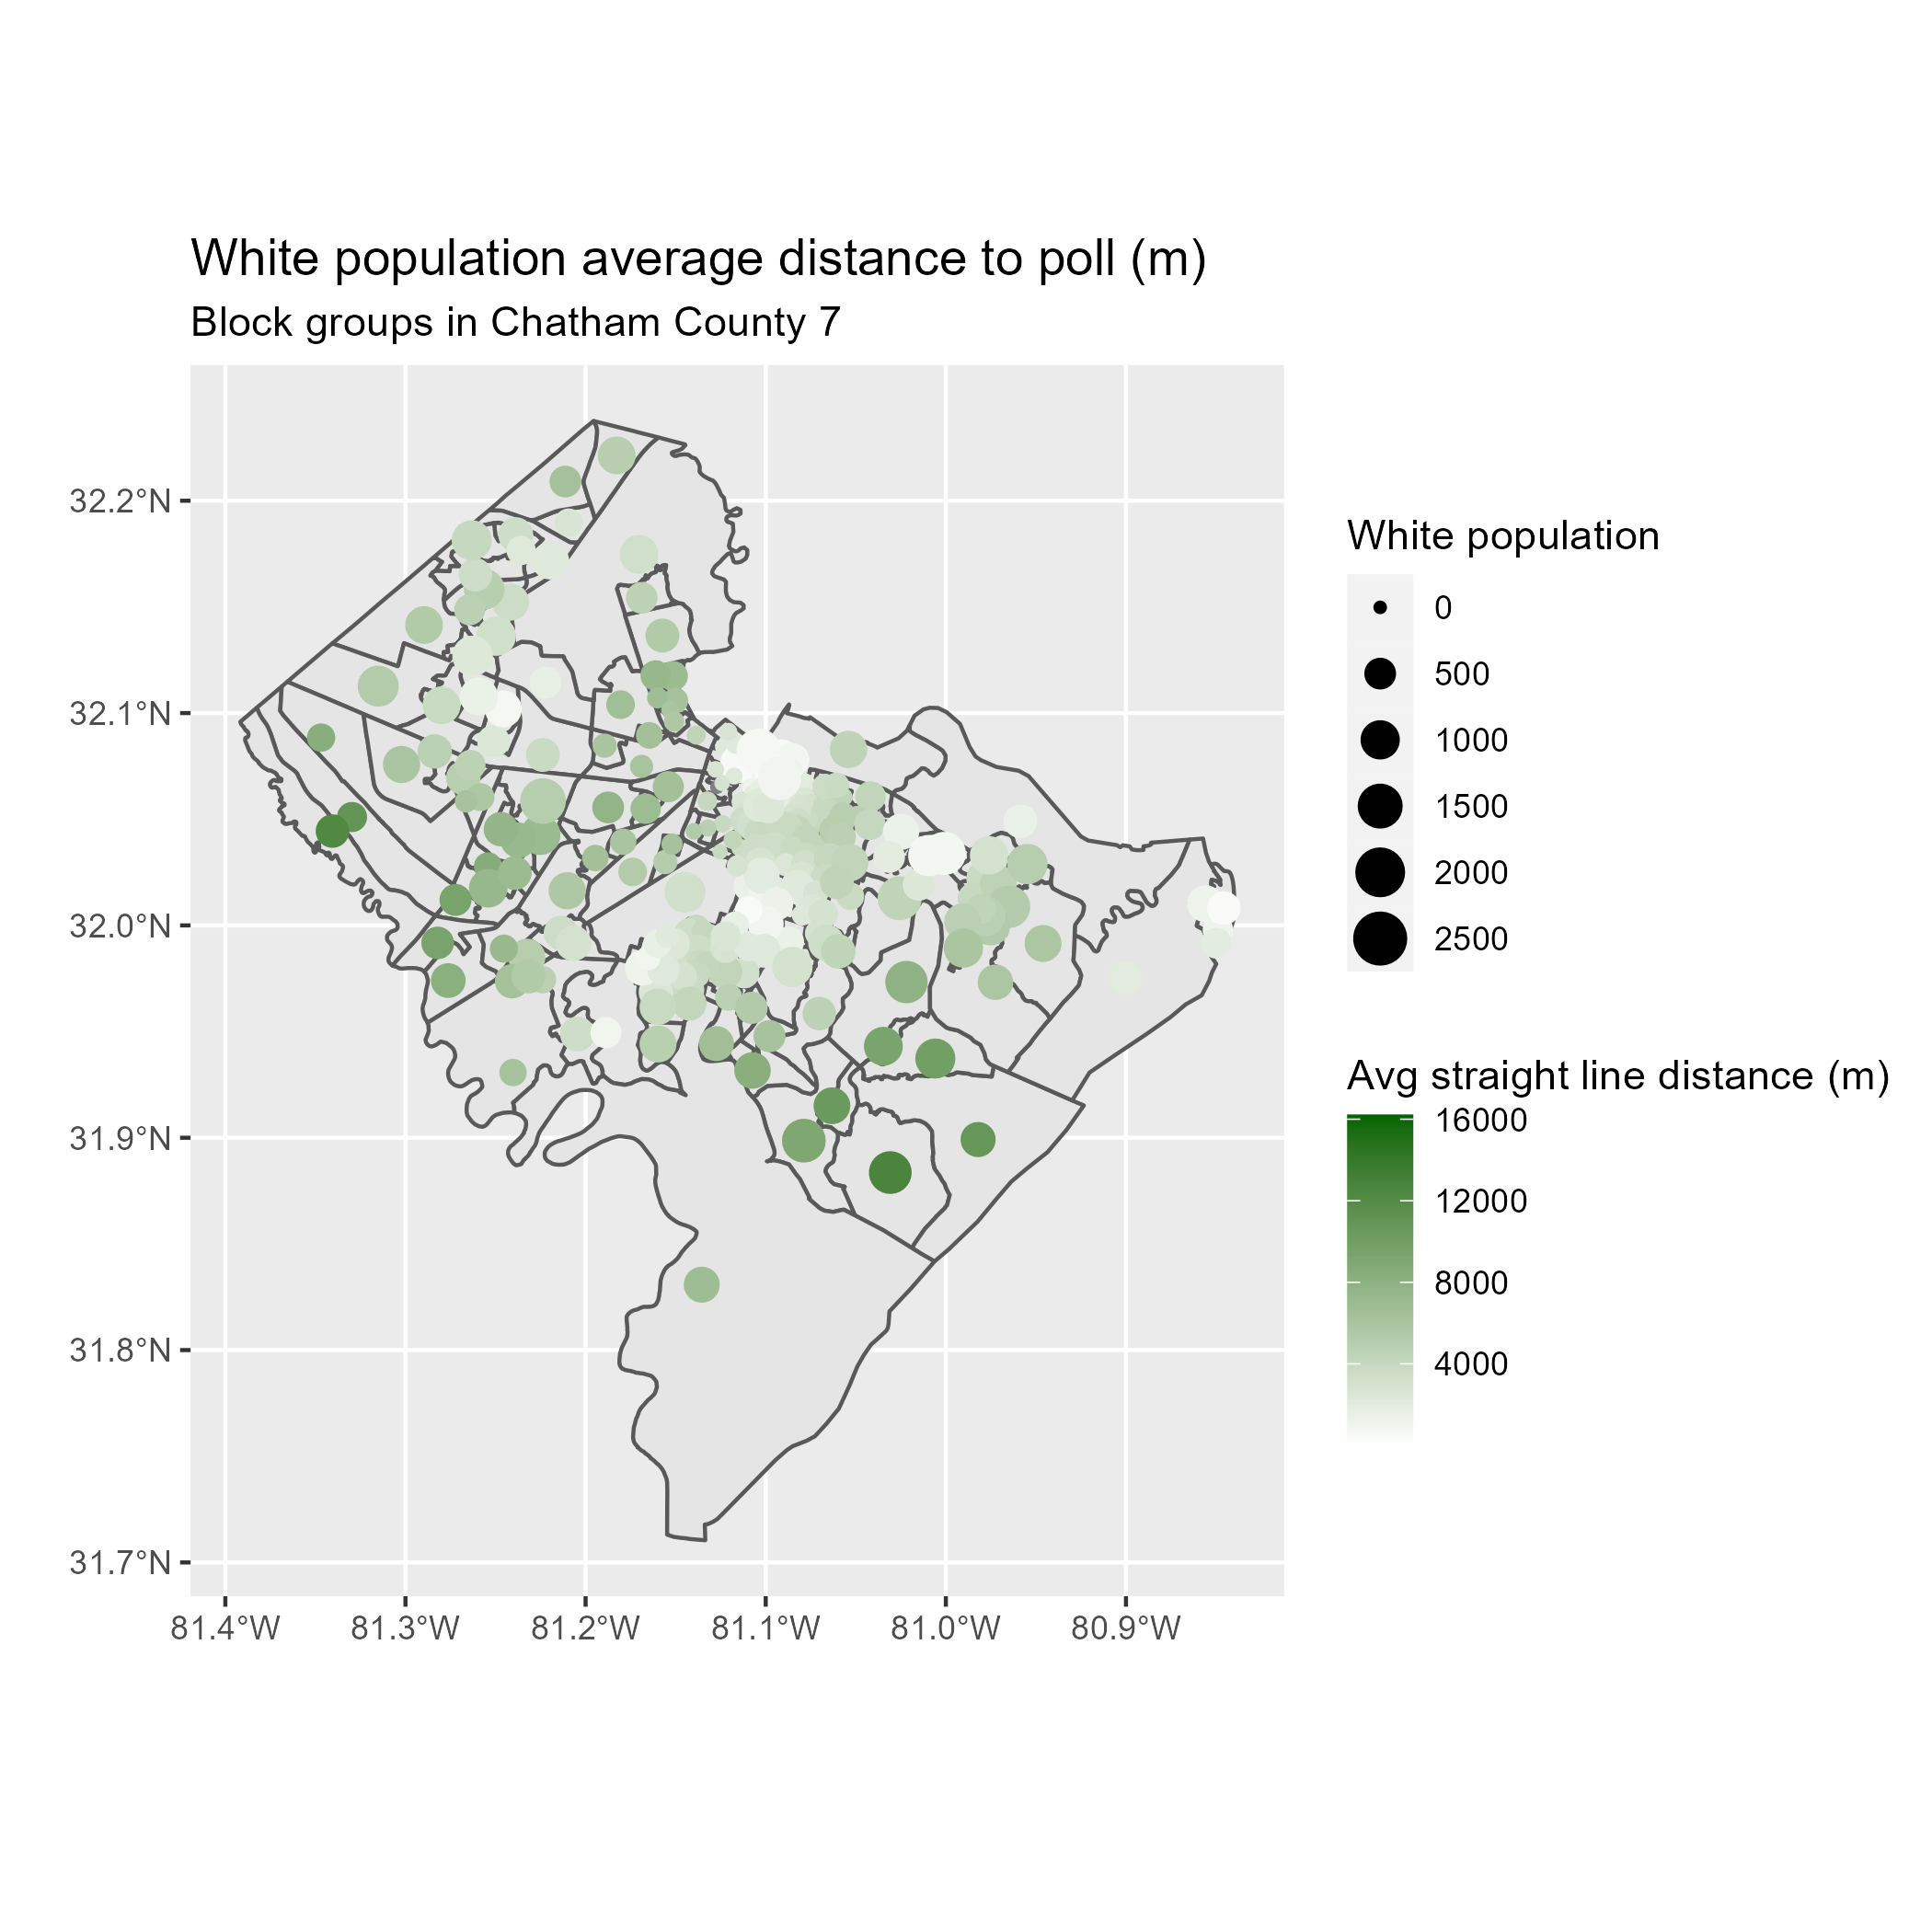 White population average distance to poll (m)
Block groups in Chatham County 7
32.2°N
32.1°N
32.0°N
31.9°N
31.8°N
31.7°N
81.4°W
81.3°W
81.2°W
81.1°W
81.0°W
80.9°W
White population
0
500
1000
1500
2000
2500
Avg straight line distance (m)
16000
12000
8000
4000